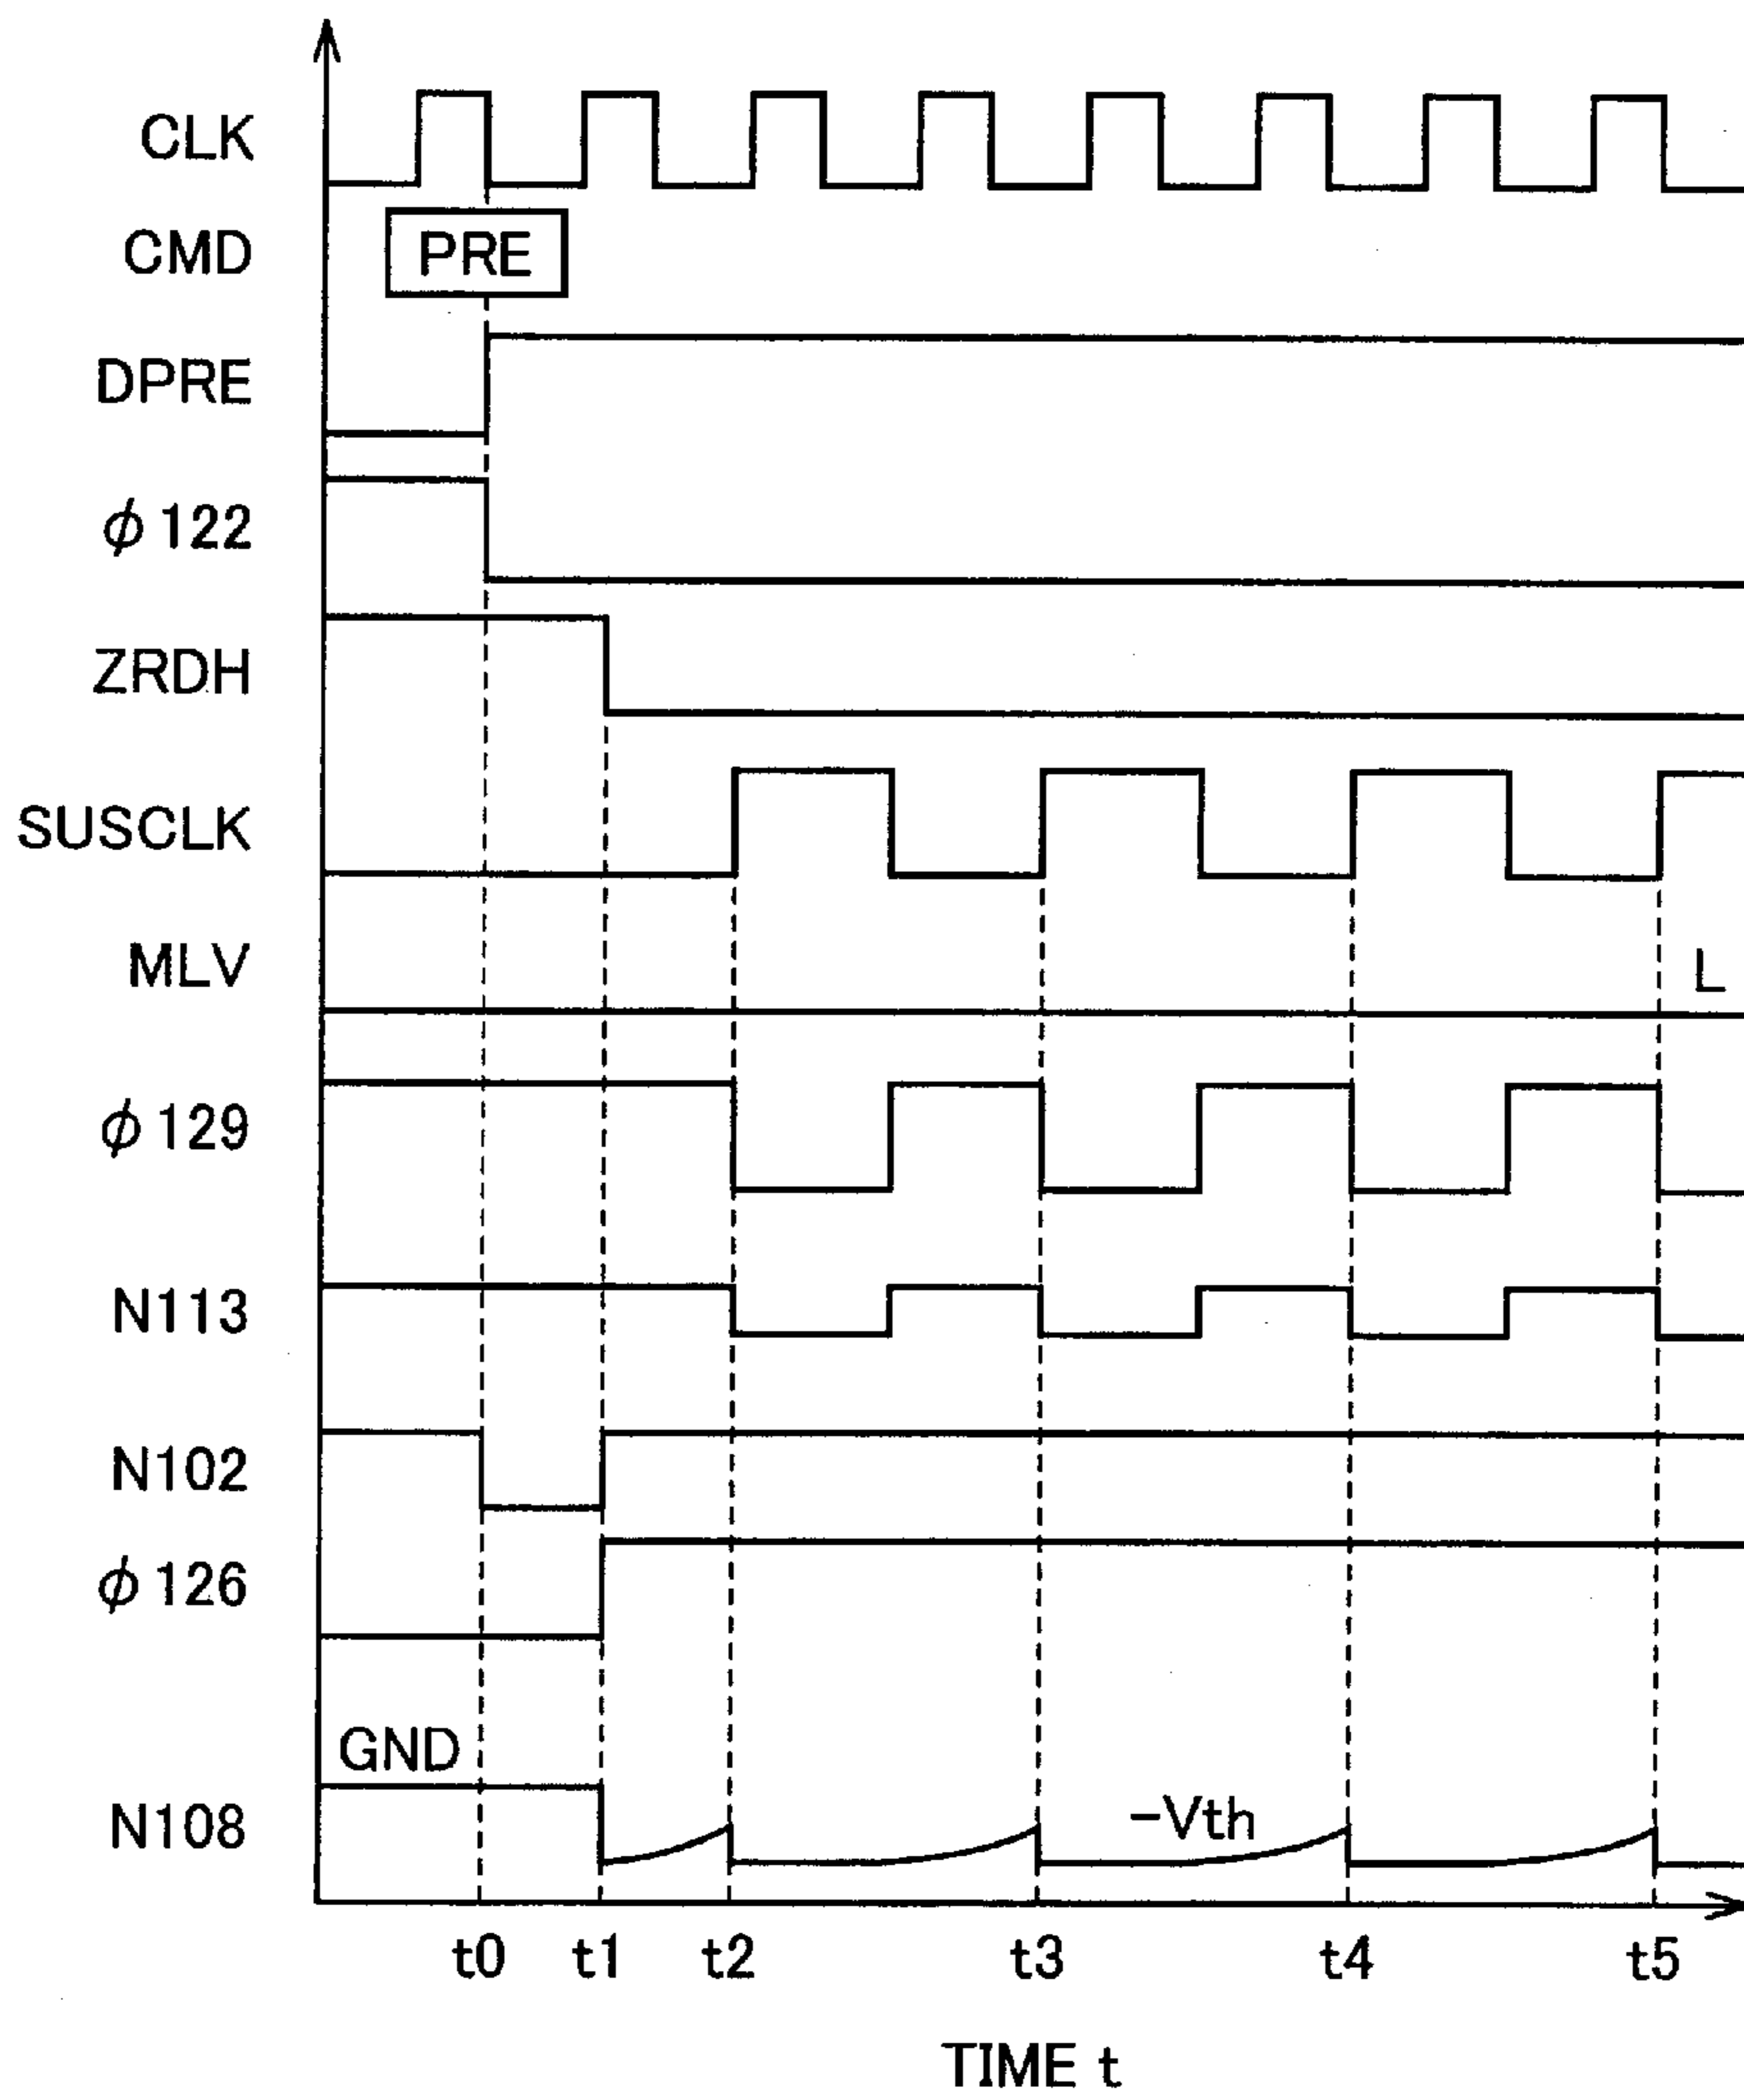 CLK
CMD
PRE
DPRE
ϕ122
ZRDH
SUSCLK
MLV
L
ϕ129
N113
N102
ϕ126
GND
N108
-Vth
t0 t1 t2 t3 t4 t5
TIME t